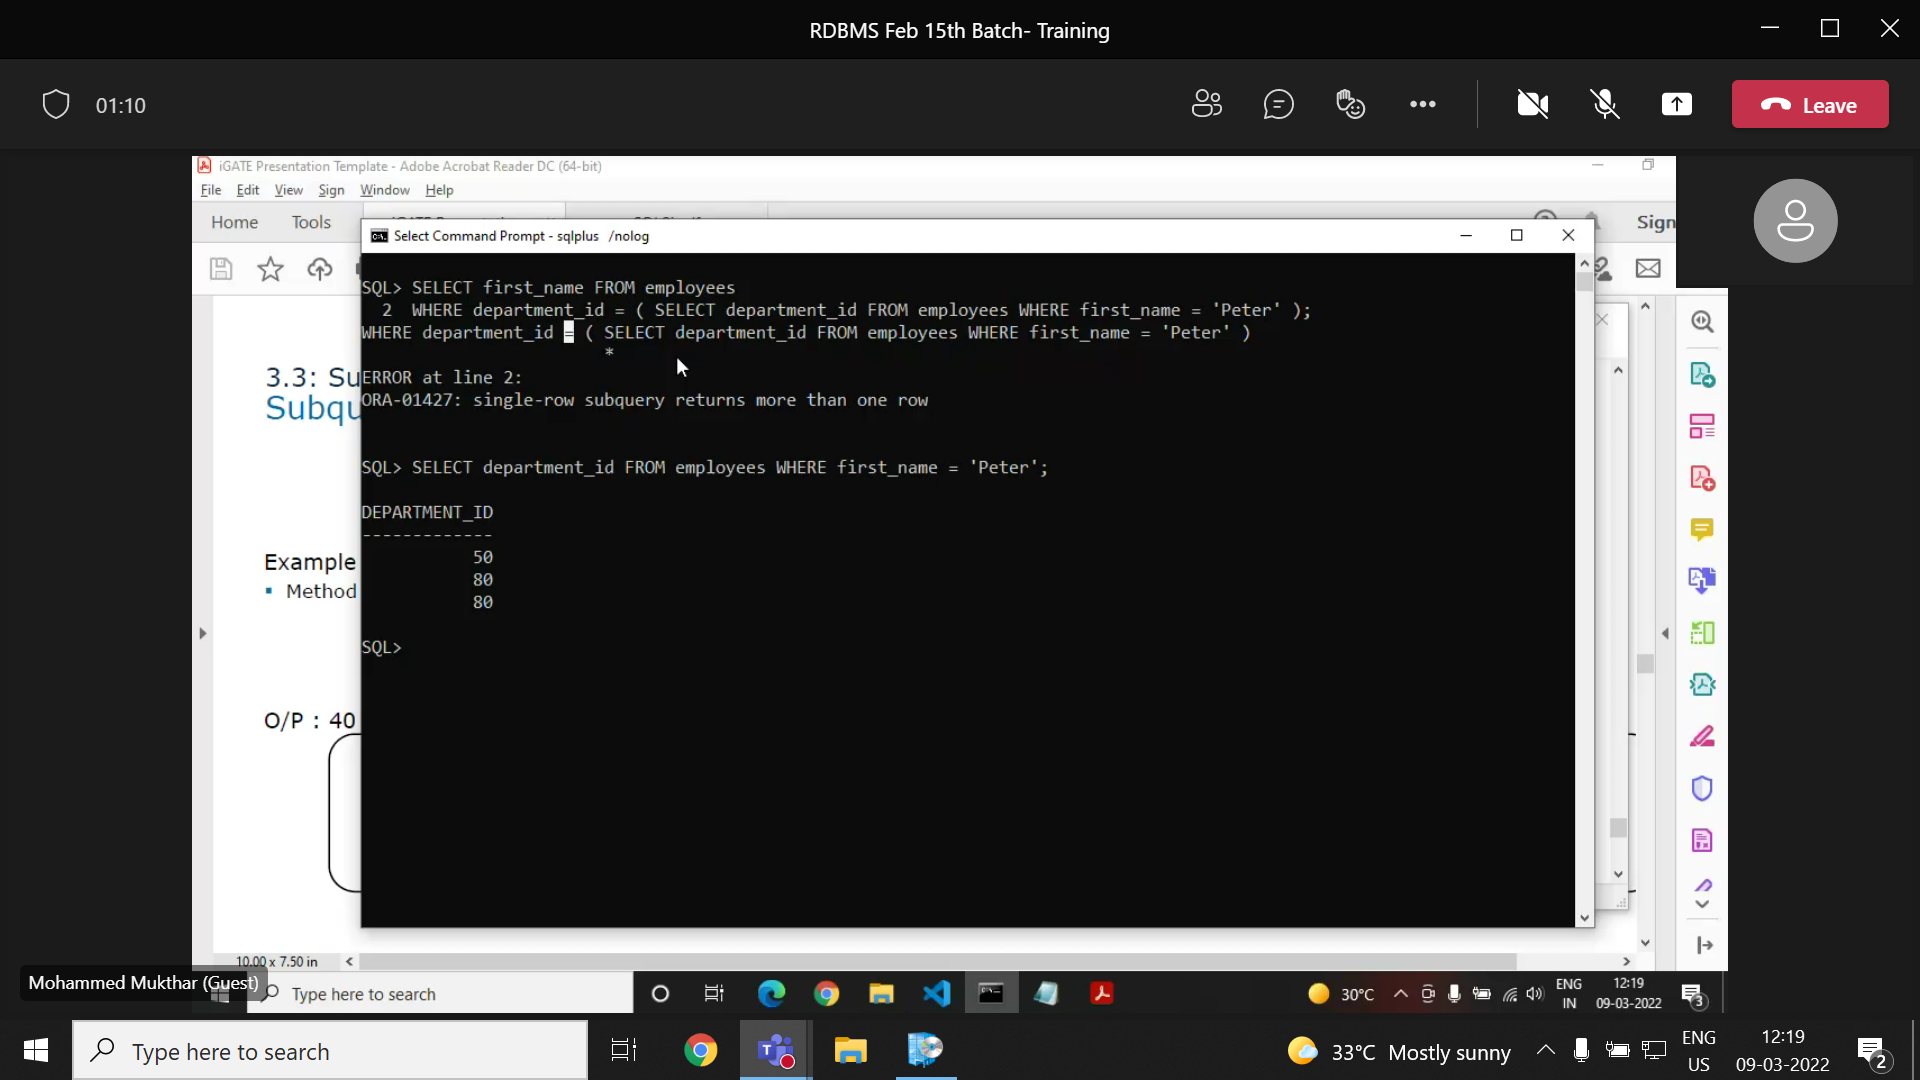 RDBMS Feb 15th Batch- Training
01:10
Leave
iGATE Presentation Template - Adobe Acrobat Reader DC (64-bit)
File Edit View Sign Window Help
Home Tools
Sign
Select Command Prompt - sqlplus /nolog
SQL> SELECT first_name FROM employees
2 WHERE department_id = ( SELECT department_id FROM employees WHERE first_name = 'Peter' );
WHERE department_id = ( SELECT department_id FROM employees WHERE first_name = 'Peter' )
*
ERROR at line 2:
ORA-01427: single-row subquery returns more than one row
SQL> SELECT department_id FROM employees WHERE first_name = 'Peter';
DEPARTMENT_ID
-------------
50
80
80
SQL>
3.3: Su
Subqu
Example
▪ Method
O/P : 40
10.00 x 7.50 in
Mohammed Mukthar (Guest)
Type here to search
30°C
ENG
IN
12:19
09-03-2022
3
Type here to search
33°C Mostly sunny
ENG
US
12:19
09-03-2022
2